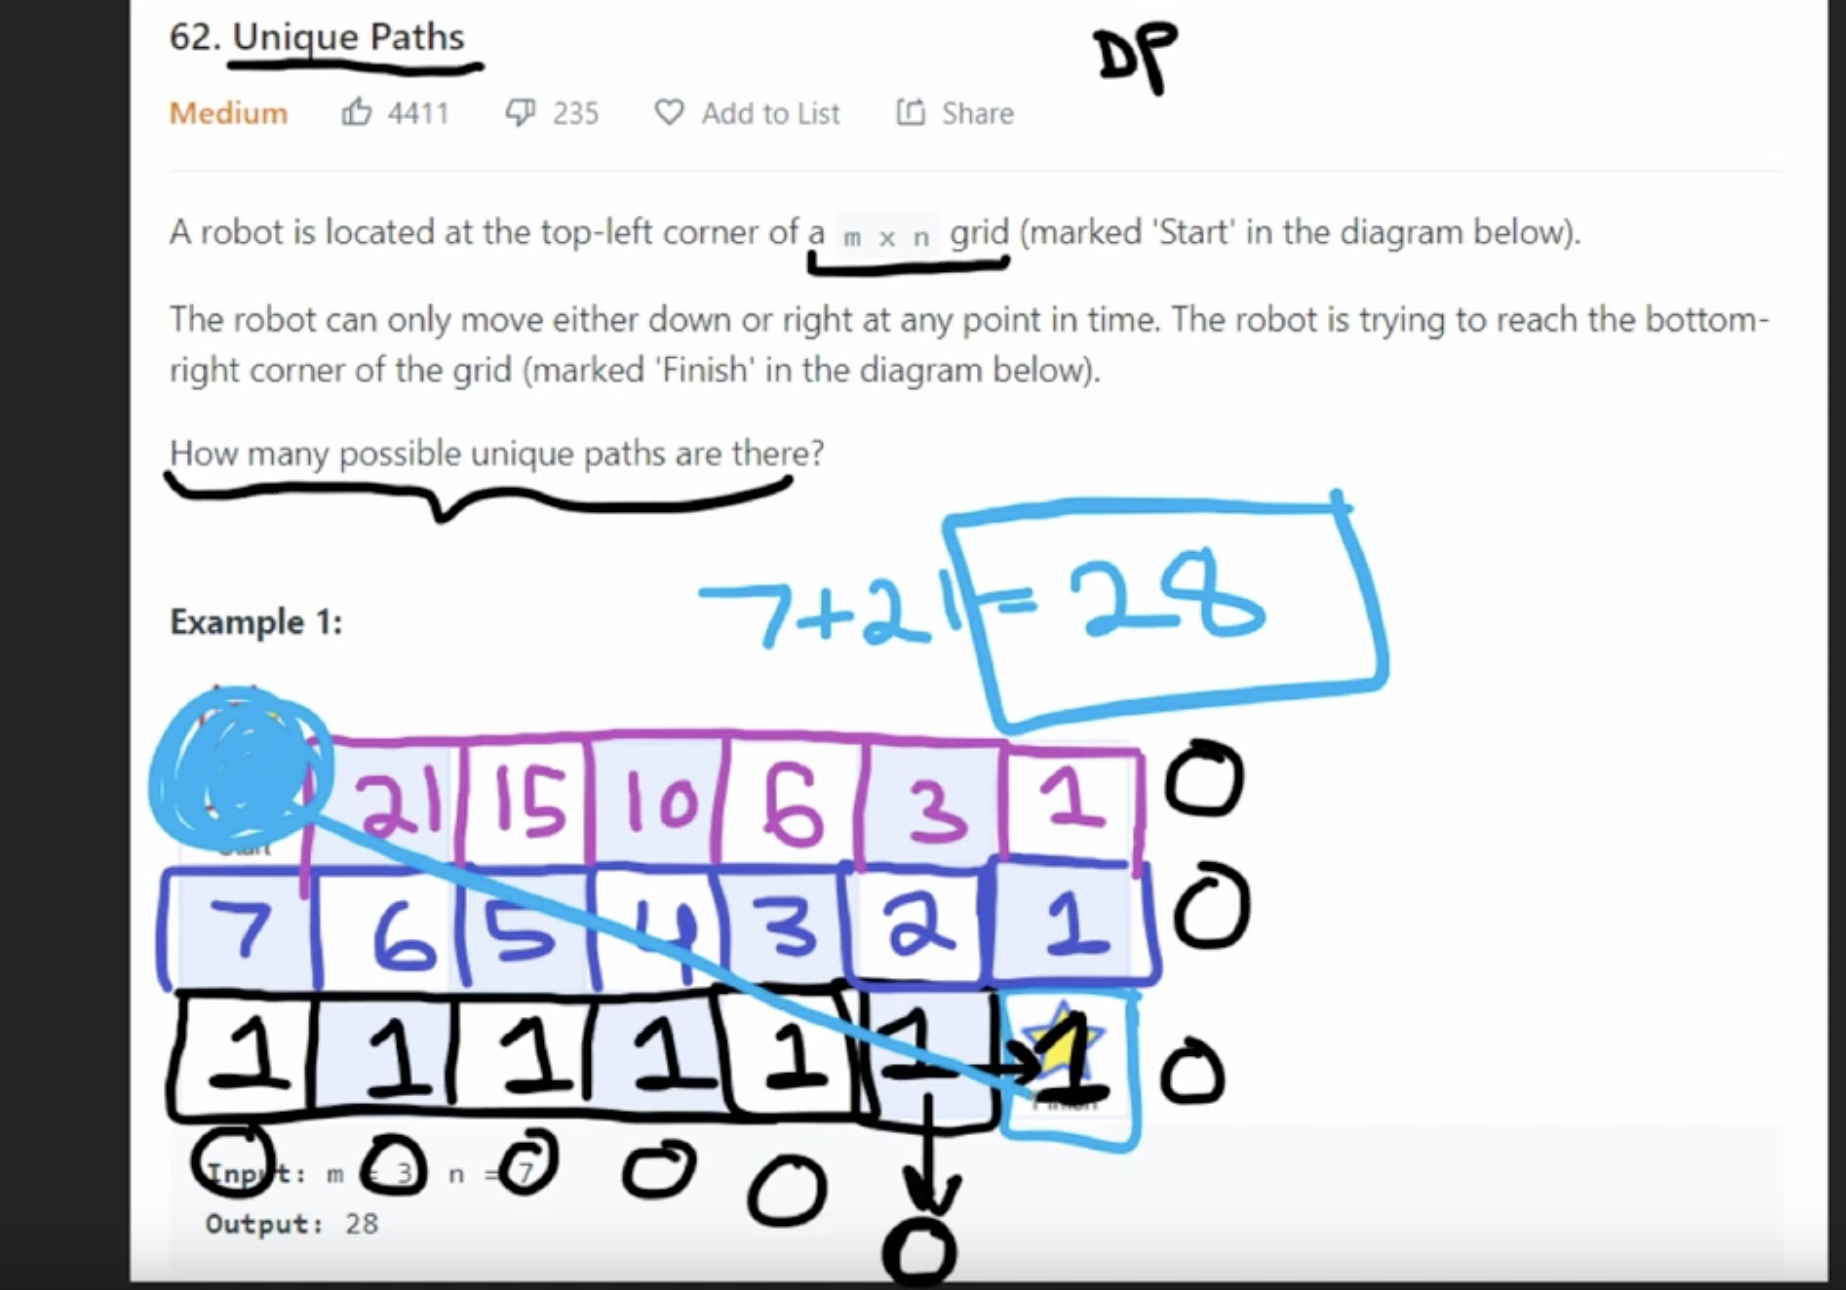 62. Unique Paths
DP
Medium 4411 235 Add to List Share
A robot is located at the top-left corner of a m x n grid (marked 'Start' in the diagram below).
The robot can only move either down or right at any point in time. The robot is trying to reach the bottom-
right corner of the grid (marked 'Finish' in the diagram below).
How many possible unique paths are there?
7+21=28
Example 1:
21 15 10 6 3 1 0
Start
7 6 5 4 3 2 1 0
1 1 1 1 1 1 1 0
Finish
0 0 0 0 0 0
Input: m = 3, n = 7
Output: 28